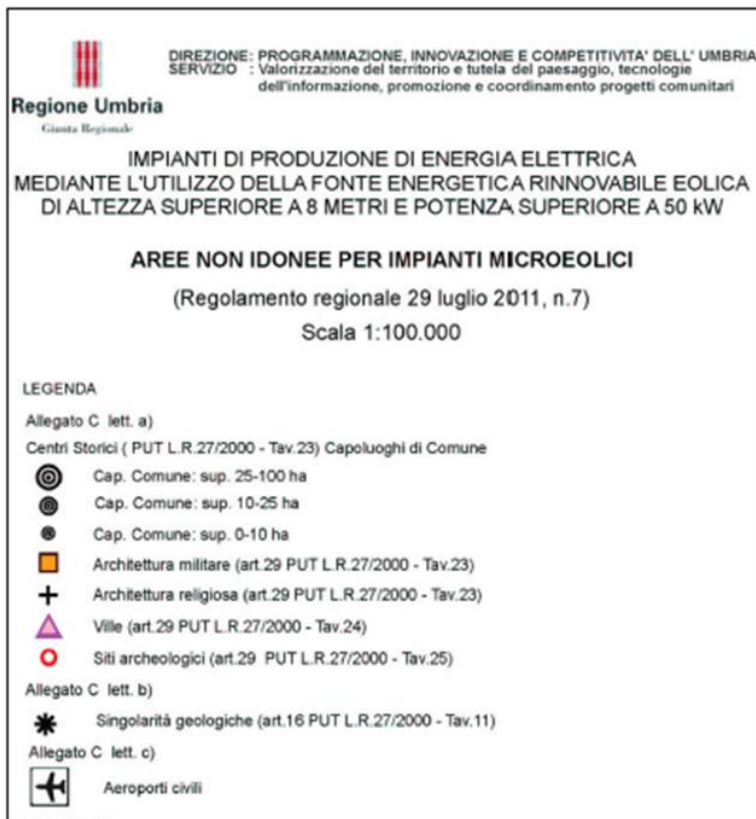 DIREZIONE: PROGRAMMAZIONE, INNOVAZIONE E COMPETITIVITA' DELL' UMBRIA
SERVIZIO : Valorizzazione del territorio e tutela del paesaggio, tecnologie
dell'informazione, promozione e coordinamento progetti comunitari
Regione Umbria
Giunta Regionale
IMPIANTI DI PRODUZIONE DI ENERGIA ELETTRICA
MEDIANTE L'UTILIZZO DELLA FONTE ENERGETICA RINNOVABILE EOLICA
DI ALTEZZA SUPERIORE A 8 METRI E POTENZA SUPERIORE A 50 kW
AREE NON IDONEE PER IMPIANTI MICROEOLICI
(Regolamento regionale 29 luglio 2011, n.7)
Scala 1:100.000
LEGENDA
Allegato C lett. a)
Centri Storici ( PUT L.R.27/2000 - Tav.23) Capoluoghi di Comune
Cap. Comune: sup. 25-100 ha
Cap. Comune: sup. 10-25 ha
Cap. Comune: sup. 0-10 ha
Architettura militare (art.29 PUT L.R.27/2000 - Tav.23)
Architettura religiosa (art.29 PUT L.R.27/2000 - Tav.23)
Ville (art.29 PUT L.R.27/2000 - Tav.24)
Siti archeologici (art.29 PUT L.R.27/2000 - Tav.25)
Allegato C lett. b)
Singolarità geologiche (art.16 PUT L.R.27/2000 - Tav.11)
Allegato C lett. c)
Aeroporti civili